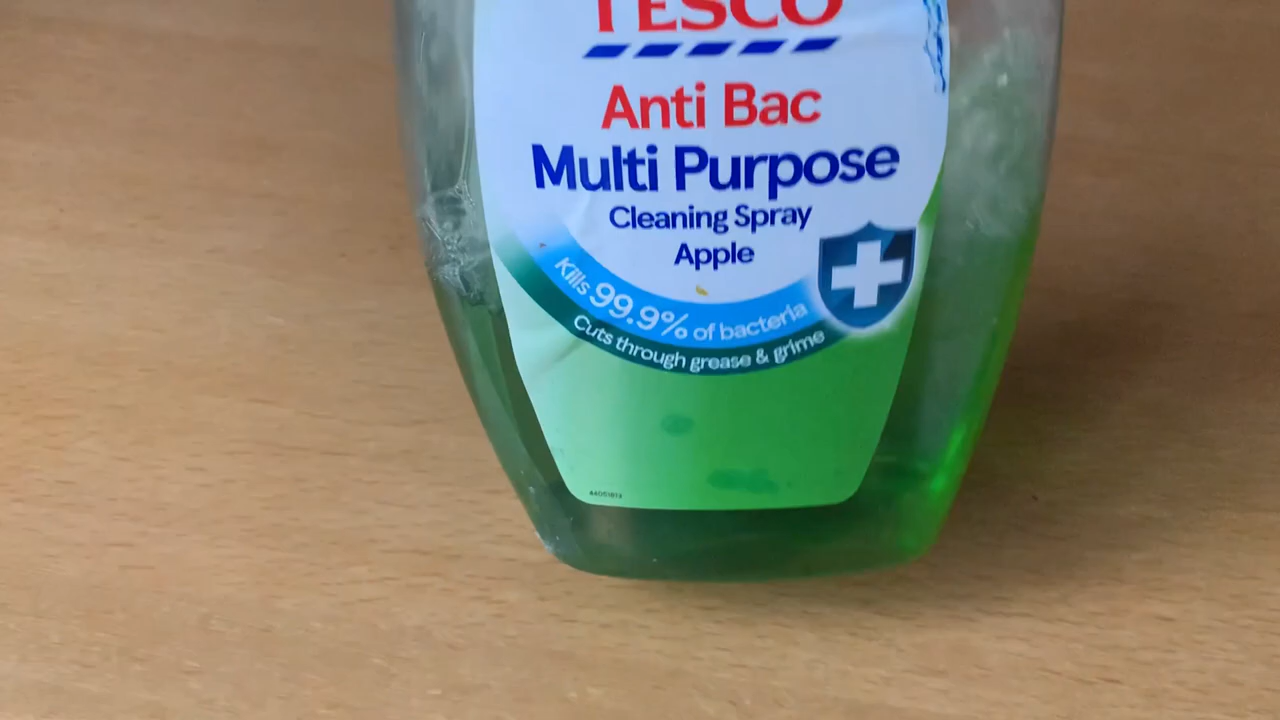 TESCO
Anti Bac
Multi Purpose
Cleaning Spray
Apple
Kills 99.9% of bacteria
Cuts through grease & grime